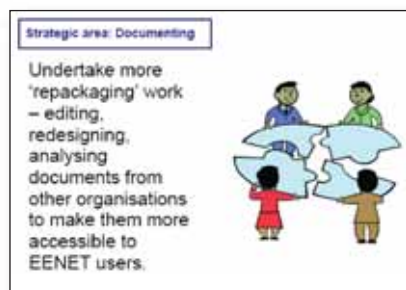 Strategic area: Documenting
Undertake more
‘repackaging’ work
– editing,
redesigning,
analysing
documents from
other organisations
to make them more
accessible to
EENET users.